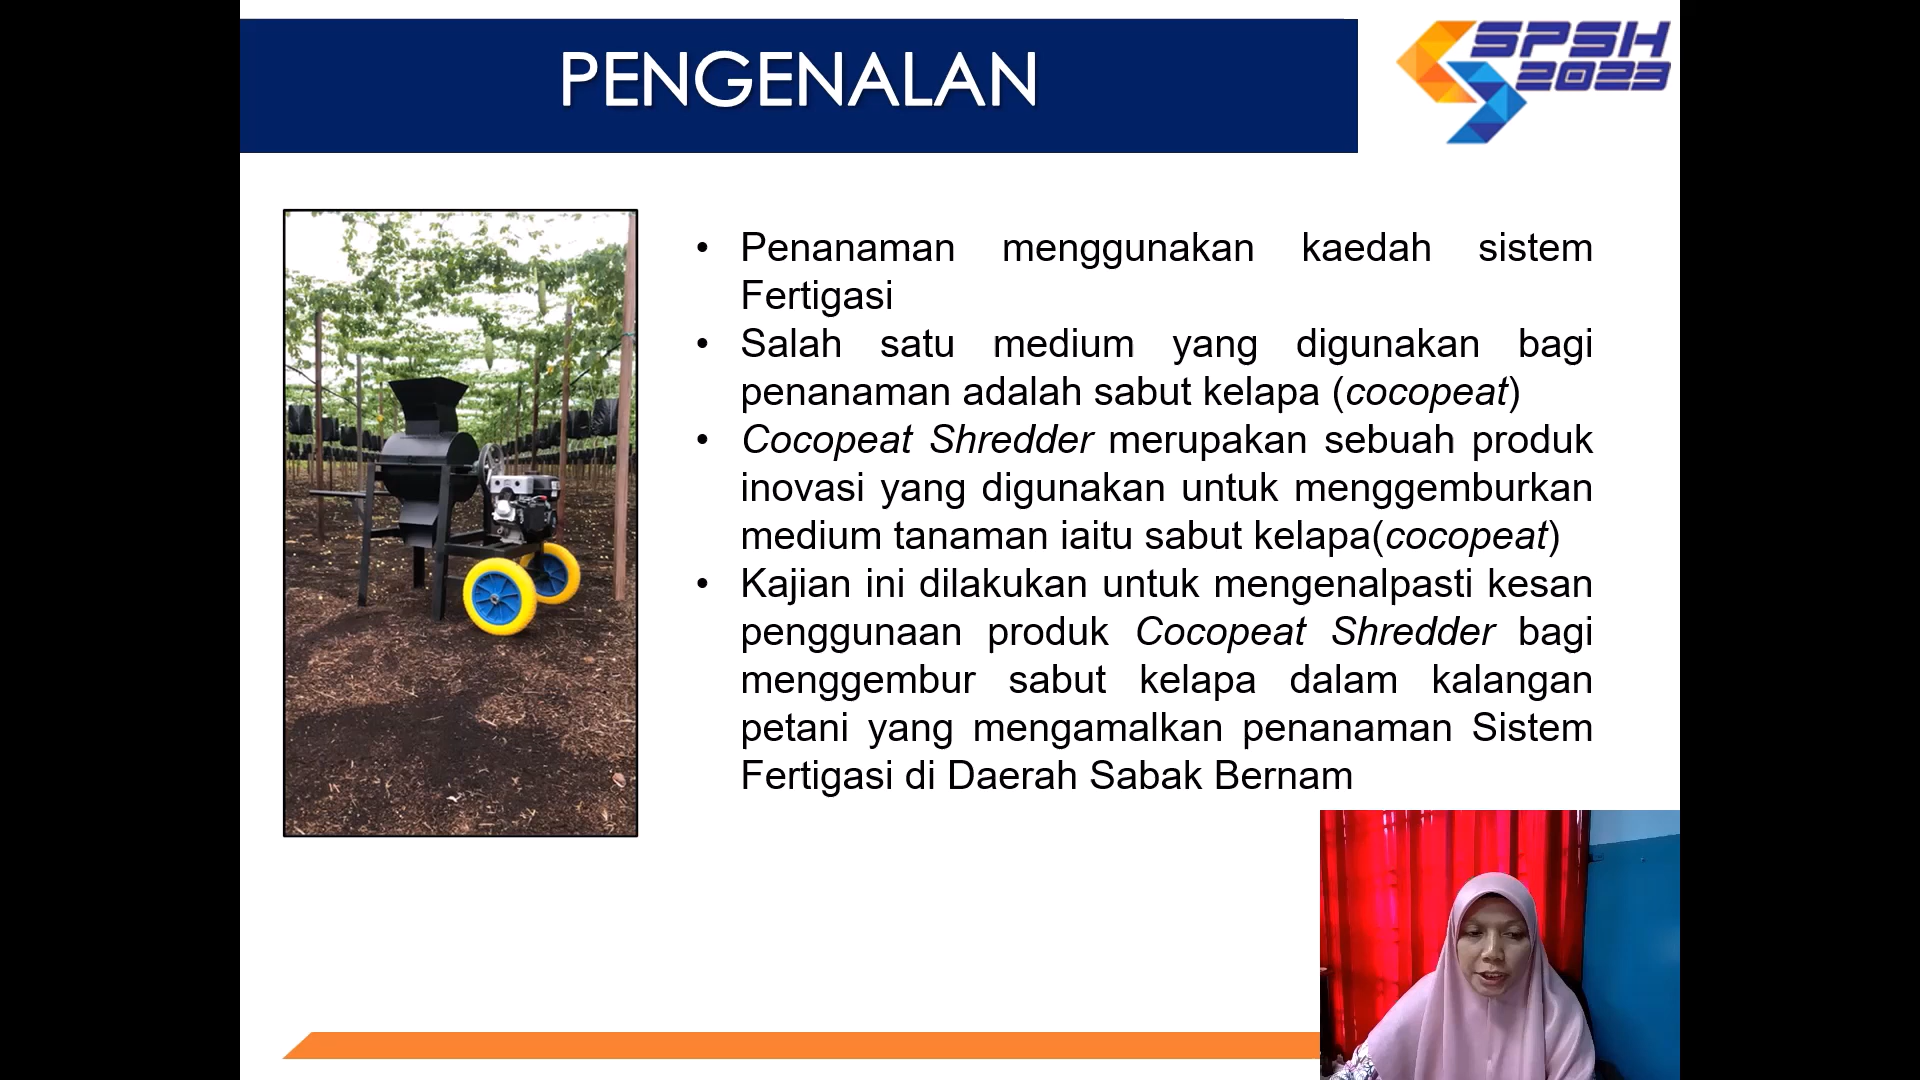 PENGENALAN
SPSH
2023
• Penanaman menggunakan kaedah sistem
Fertigasi
• Salah satu medium yang digunakan bagi
penanaman adalah sabut kelapa (cocopeat)
• Cocopeat Shredder merupakan sebuah produk
inovasi yang digunakan untuk menggemburkan
medium tanaman iaitu sabut kelapa(cocopeat)
• Kajian ini dilakukan untuk mengenalpasti kesan
penggunaan produk Cocopeat Shredder bagi
menggembur sabut kelapa dalam kalangan
petani yang mengamalkan penanaman Sistem
Fertigasi di Daerah Sabak Bernam